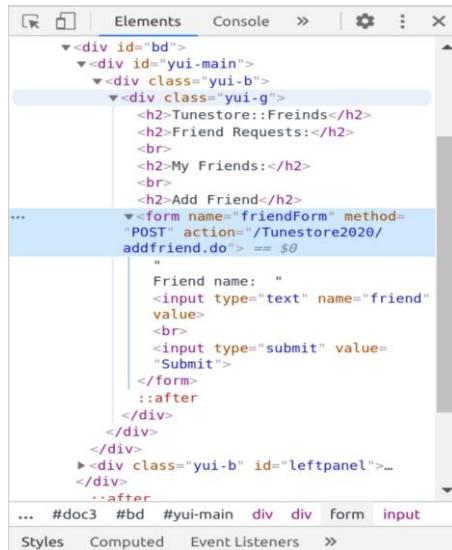 Elements Console »
▼<div id="bd">
▼<div id="yui-main">
▼<div class="yui-b">
▼<div class="yui-g">
<h2>Tunestore::Freinds</h2>
<h2>Friend Requests:</h2>
<br>
<h2>My Friends:</h2>
<br>
<h2>Add Friend</h2>
... ▼<form name="friendForm" method=
"POST" action="/Tunestore2020/
addfriend.do"> == $0
"
Friend name: "
<input type="text" name="friend"
value>
<br>
<input type="submit" value=
"Submit">
</form>
::after
</div>
</div>
</div>
▶<div class="yui-b" id="leftpanel">…
</div>
::after
... #doc3 #bd #yui-main div div form input
Styles Computed Event Listeners »